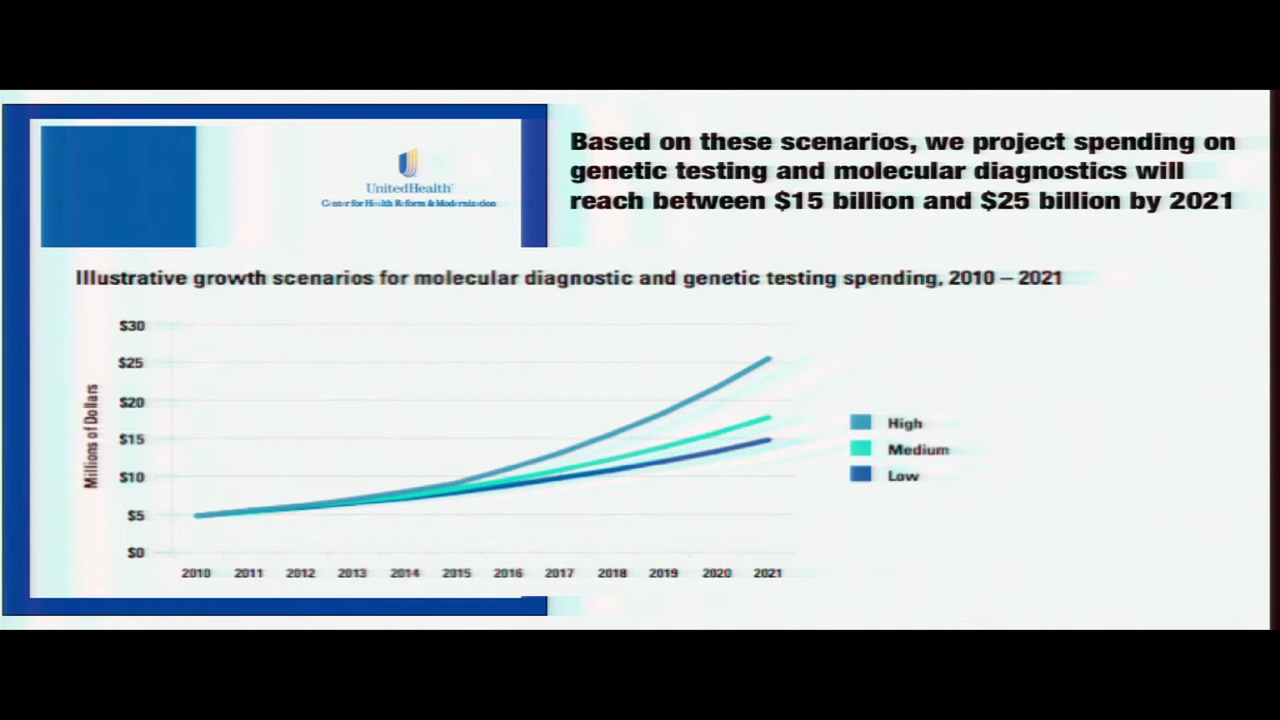 UnitedHealth
Center for Health Reform & Modernization
Based on these scenarios, we project spending on
genetic testing and molecular diagnostics will
reach between $15 billion and $25 billion by 2021
Illustrative growth scenarios for molecular diagnostic and genetic testing spending, 2010 – 2021
Millions of Dollars
$30
$25
$20
$15
$10
$5
$0
2010 2011 2012 2013 2014 2015 2016 2017 2018 2019 2020 2021
High
Medium
Low